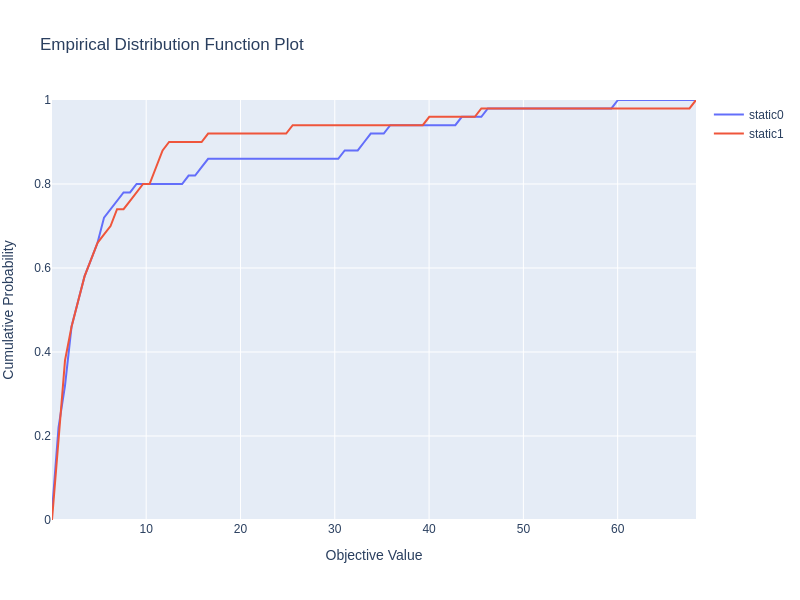 Empirical Distribution Function Plot
static0
static1
1
0.8
0.6
0.4
0.2
0
Cumulative Probability
10 20 30 40 50 60
Objective Value